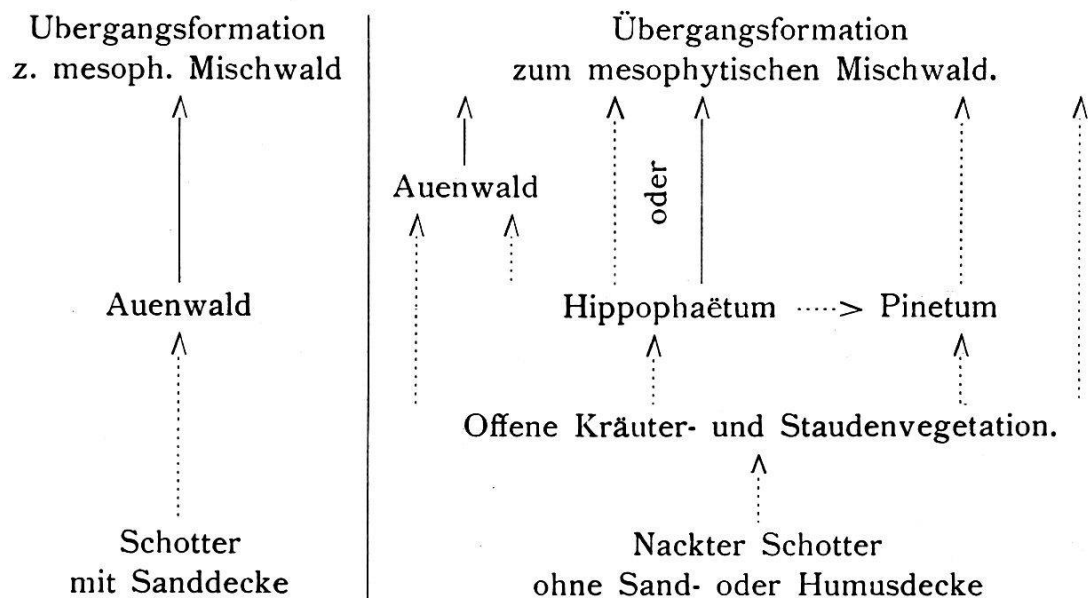 Ubergangsformation
z. mesoph. Mischwald
Auenwald
Schotter
mit Sanddecke
Übergangsformation
zum mesophytischen Mischwald.
Auenwald
oder
Hippophaëtum ·····> Pinetum
Offene Kräuter- und Staudenvegetation.
Nackter Schotter
ohne Sand- oder Humusdecke